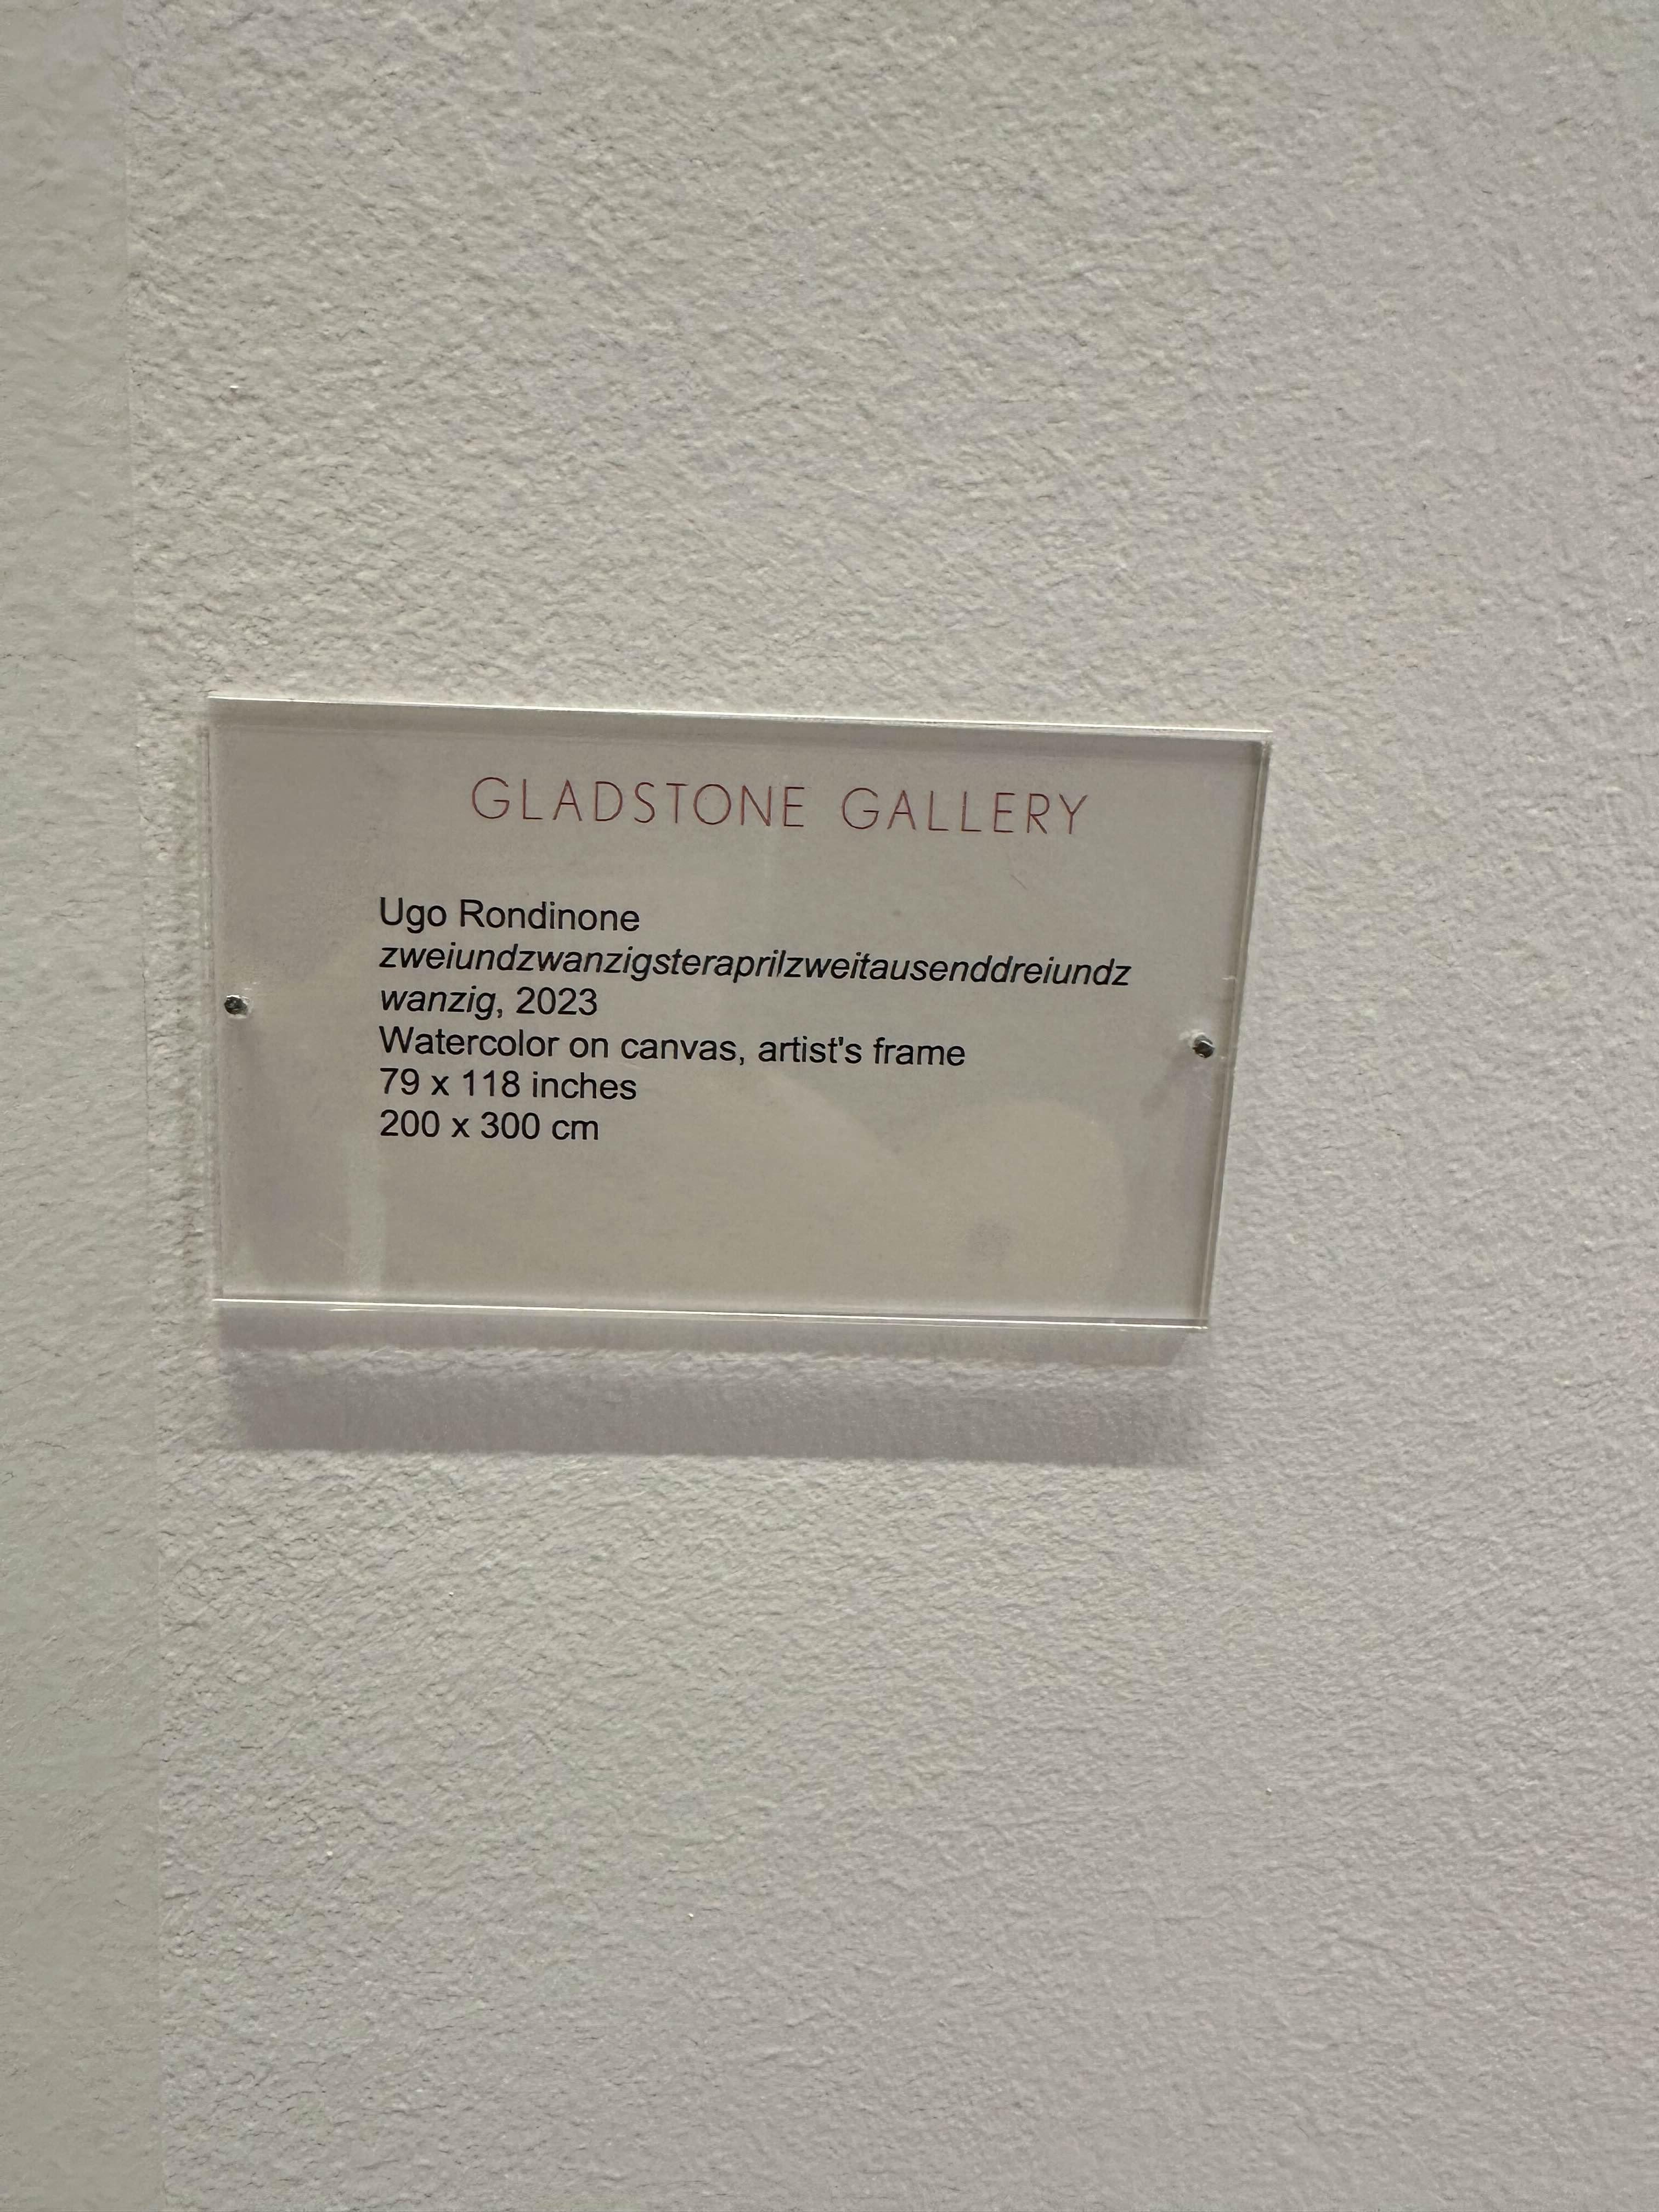 GLADSTONE GALLERY
Ugo Rondinone
zweiundzwanzigsteraprilzweitausenddreiundz
wanzig, 2023
Watercolor on canvas, artist's frame
79 x 118 inches
200 x 300 cm